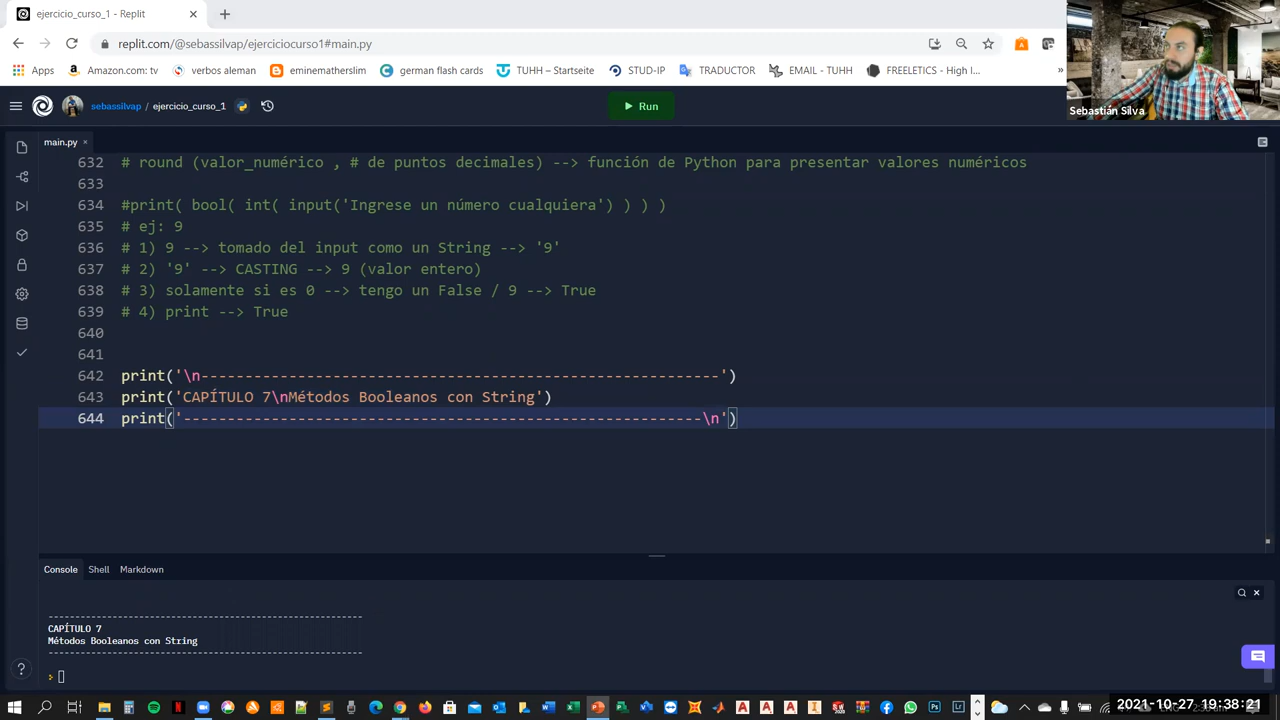 ejercicio_curso_1 - Replit
replit.com/@sebassilvap/ejerciciocurso1#main.py
Apps
Amazon.com: tv
verbos aleman
eminematherslim
german flash cards
TUHH – Startseite
STUD-IP
TRADUCTOR
EMAIL - TUHH
FREELETICS - High I...
»
Sebastián Silva
sebassilvap / ejercicio_curso_1
Run
main.py
632 # round (valor_numérico , # de puntos decimales) --> función de Python para presentar valores numéricos
633
634 #print( bool( int( input('Ingrese un número cualquiera') ) ) )
635 # ej: 9
636 # 1) 9 --> tomado del input como un String --> '9'
637 # 2) '9' --> CASTING --> 9 (valor entero)
638 # 3) solamente si es 0 --> tengo un False / 9 --> True
639 # 4) print --> True
640
641
642 print('\n-----------------------------------------------------------')
643 print('CAPÍTULO 7\nMétodos Booleanos con String')
644 print('-----------------------------------------------------------\n')
Console
Shell
Markdown
-----------------------------------------------------------
CAPÍTULO 7
Métodos Booleanos con String
-----------------------------------------------------------
2021-10-27 19:38:21